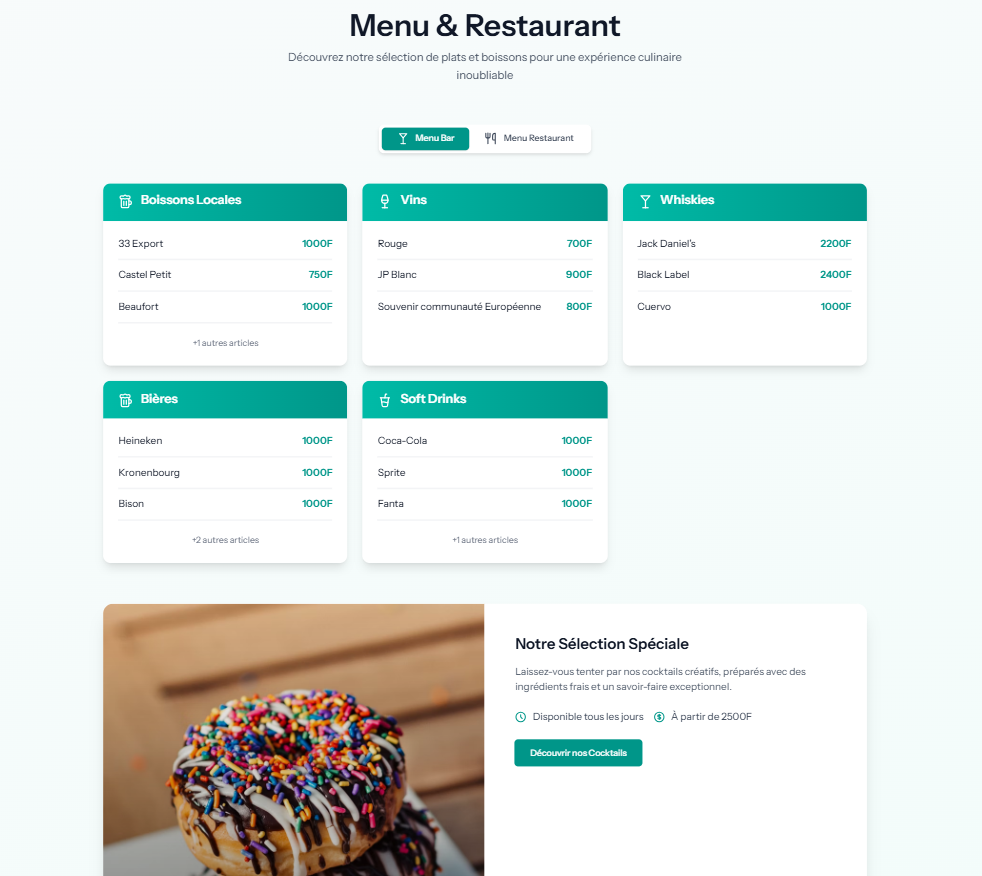 Menu & Restaurant
Découvrez notre sélection de plats et boissons pour une expérience culinaire
inoubliable
Menu Bar
Menu Restaurant
Boissons Locales
33 Export 1000F
Castel Petit 750F
Beaufort 1000F
+1 autres articles
Vins
Rouge 700F
JP Blanc 900F
Souvenir communauté Européenne 800F
Whiskies
Jack Daniel's 2200F
Black Label 2400F
Cuervo 1000F
Bières
Heineken 1000F
Kronenbourg 1000F
Bison 1000F
+2 autres articles
Soft Drinks
Coca-Cola 1000F
Sprite 1000F
Fanta 1000F
+1 autres articles
Notre Sélection Spéciale
Laissez-vous tenter par nos cocktails créatifs, préparés avec des
ingrédients frais et un savoir-faire exceptionnel.
Disponible tous les jours
À partir de 2500F
Découvrir nos Cocktails